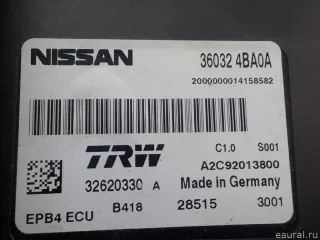 NISSAN 36032 4BA0A
2000000014158582
TRW C1.0 S001
A2C92013800
32620330 A Made in Germany
EPB4 ECU B418 28515 3001
eaural.ru